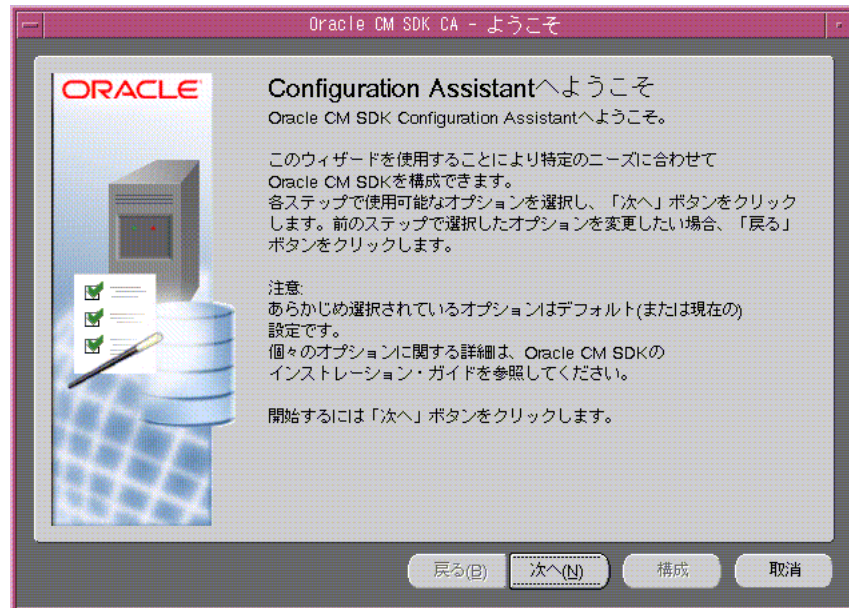 Oracle CM SDK CA - ようこそ
ORACLE
Configuration Assistantへようこそ
Oracle CM SDK Configuration Assistantへようこそ。
このウィザードを使用することにより特定のニーズに合わせて
Oracle CM SDKを構成できます。
各ステップで使用可能なオプションを選択し、「次へ」ボタンをクリック
します。前のステップで選択したオプションを変更したい場合、「戻る」
ボタンをクリックします。
注意:
あらかじめ選択されているオプションはデフォルト(または現在の)
設定です。
個々のオプションに関する詳細は、Oracle CM SDKの
インストレーション・ガイドを参照してください。
開始するには「次へ」ボタンをクリックします。
戻る(B) 次へ(N) 構成 取消